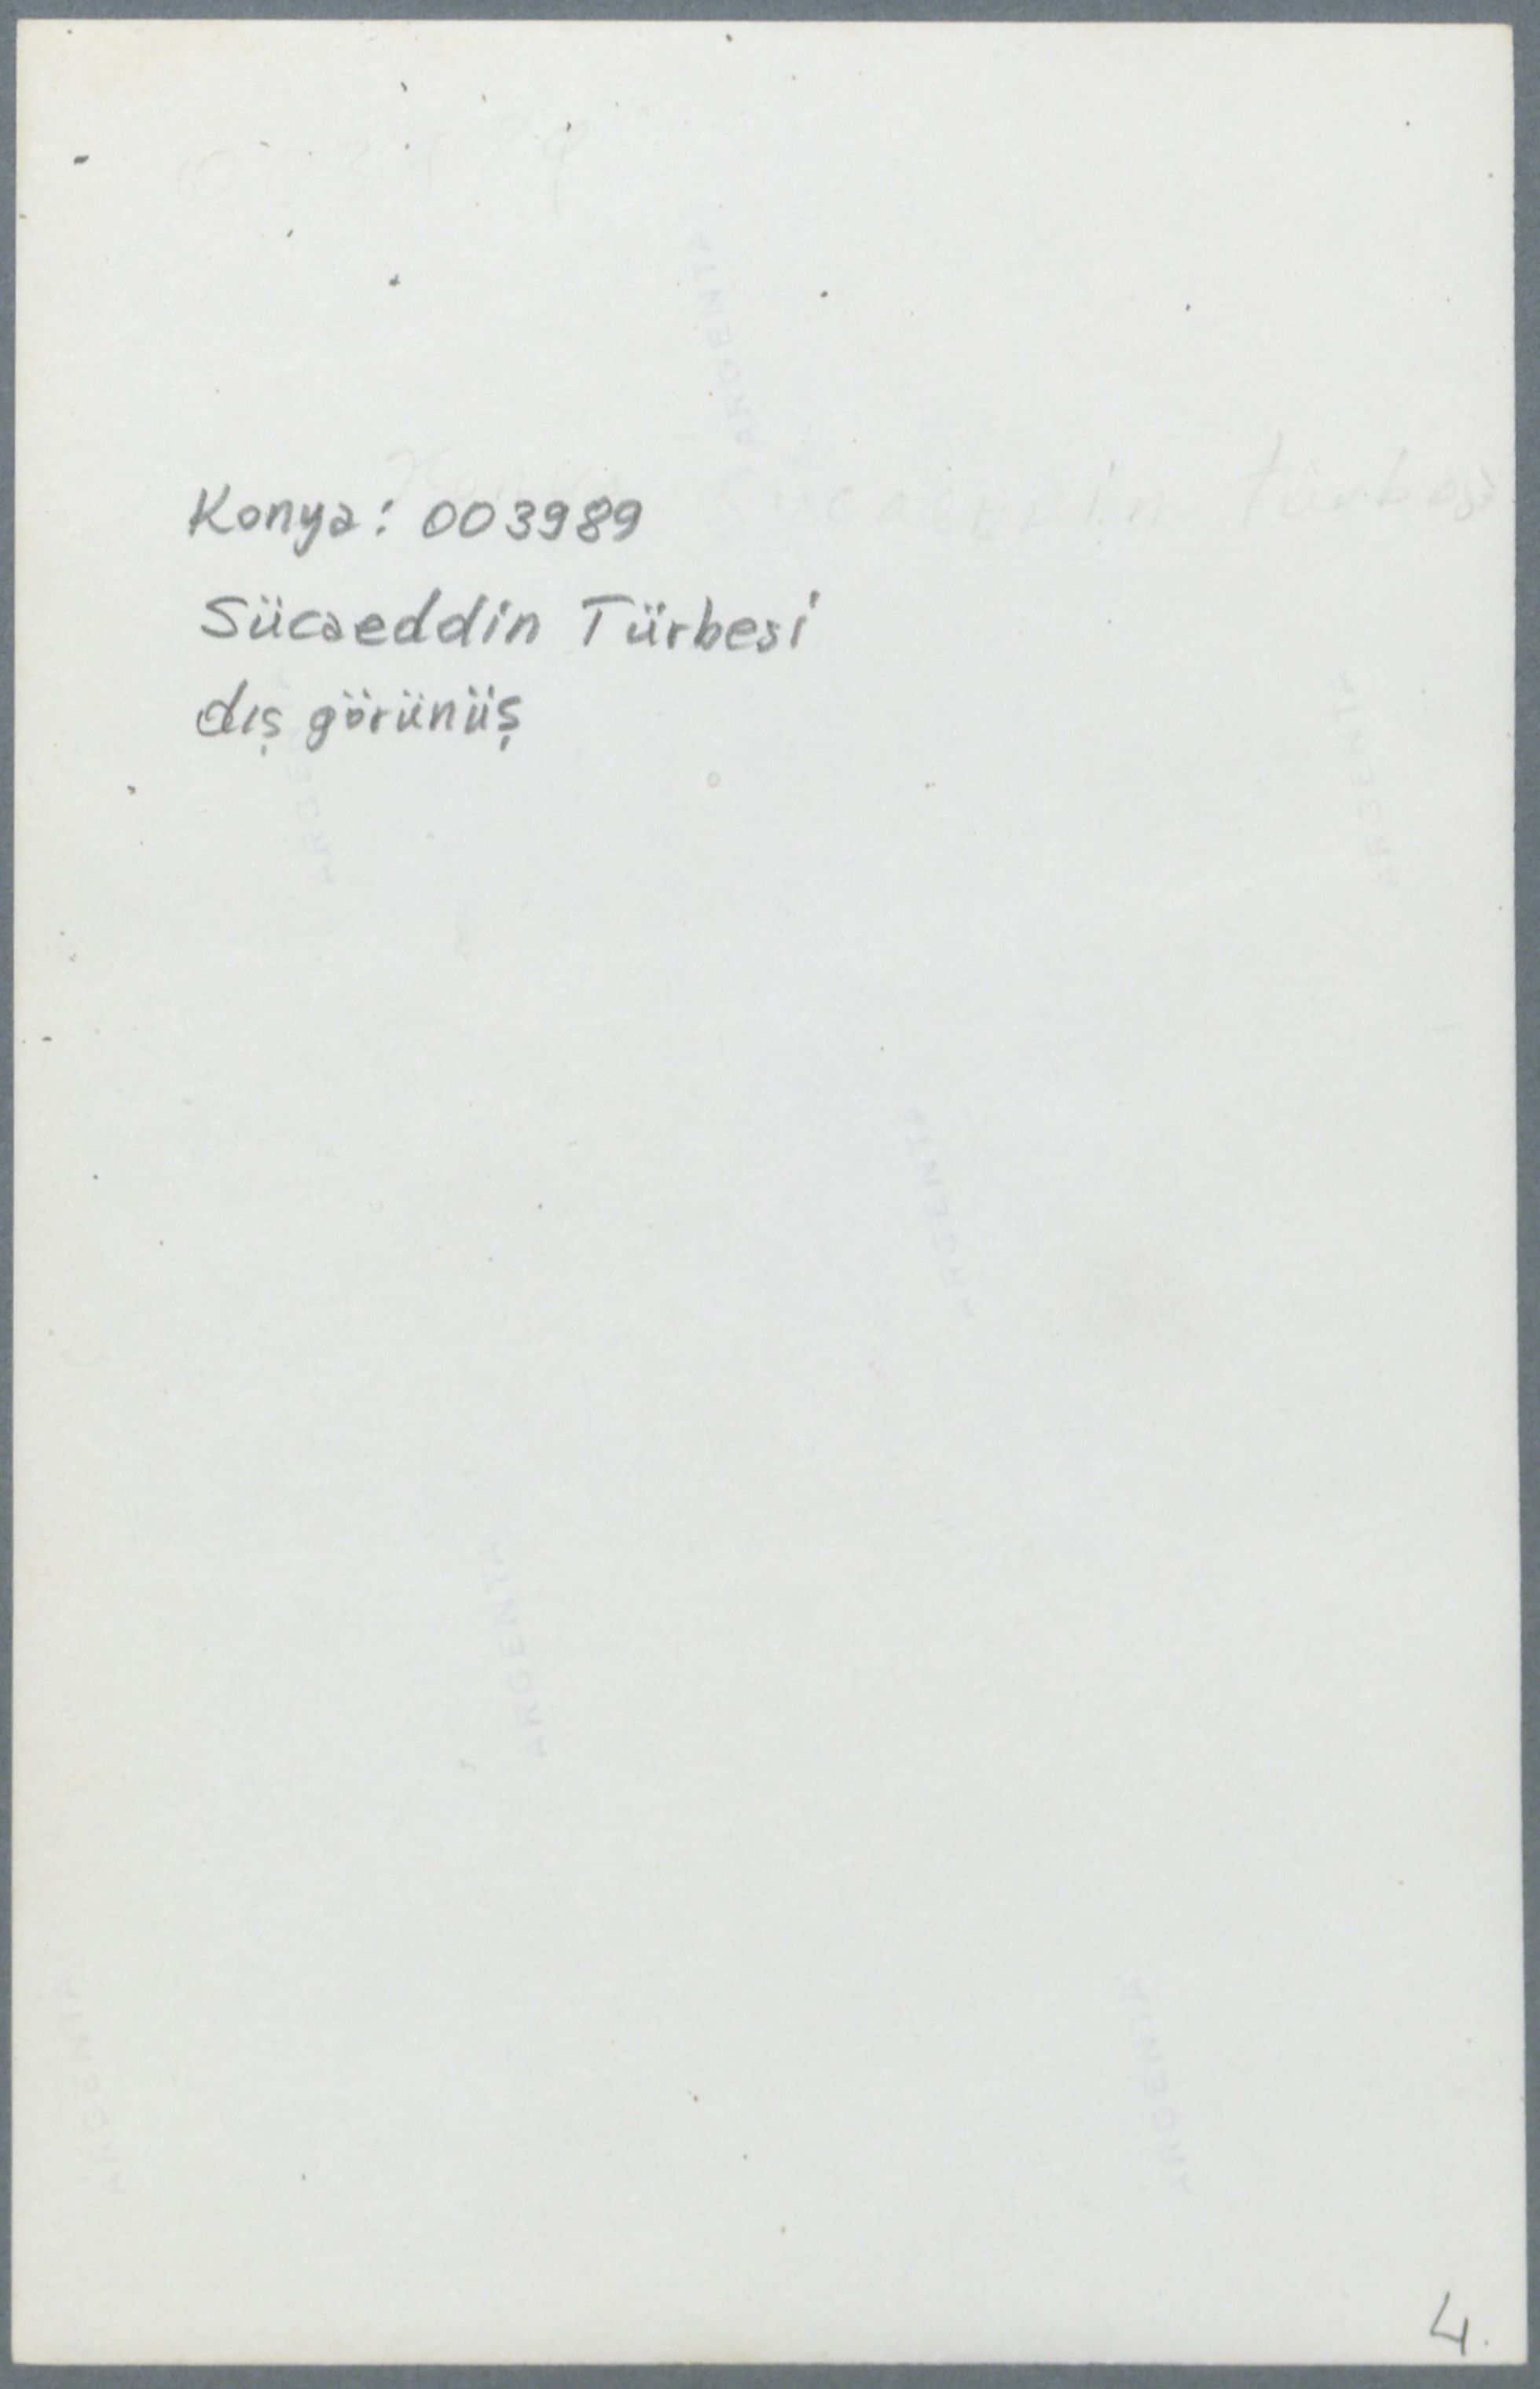 Konya: 003989
Sücaeddin Türbesi
dış görünüş
4.